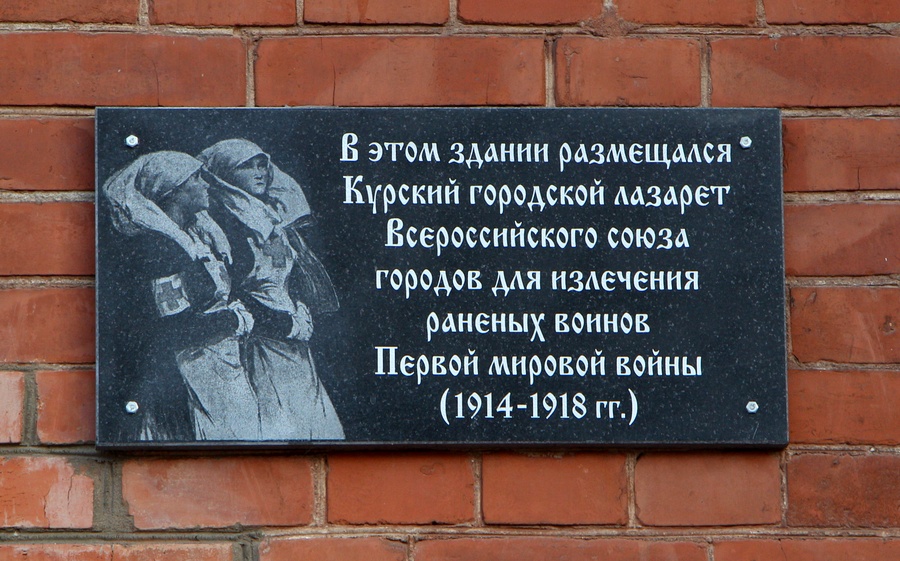 В этом здании размещался
Курский городской лазарет
Всероссийского союза
городов для излечения
раненых воинов
Первой мировой войны
(1914-1918 гг.)